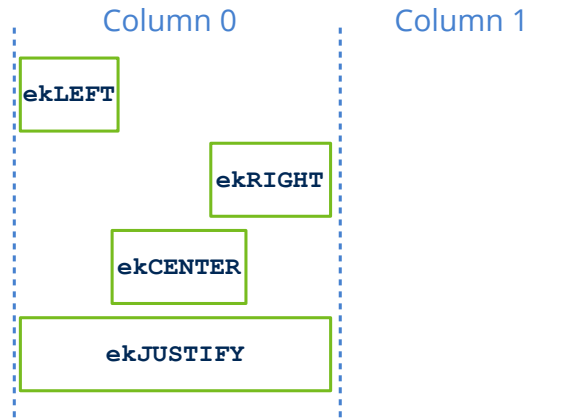 Column 0 Column 1
ekLEFT
ekRIGHT
ekCENTER
ekJUSTIFY